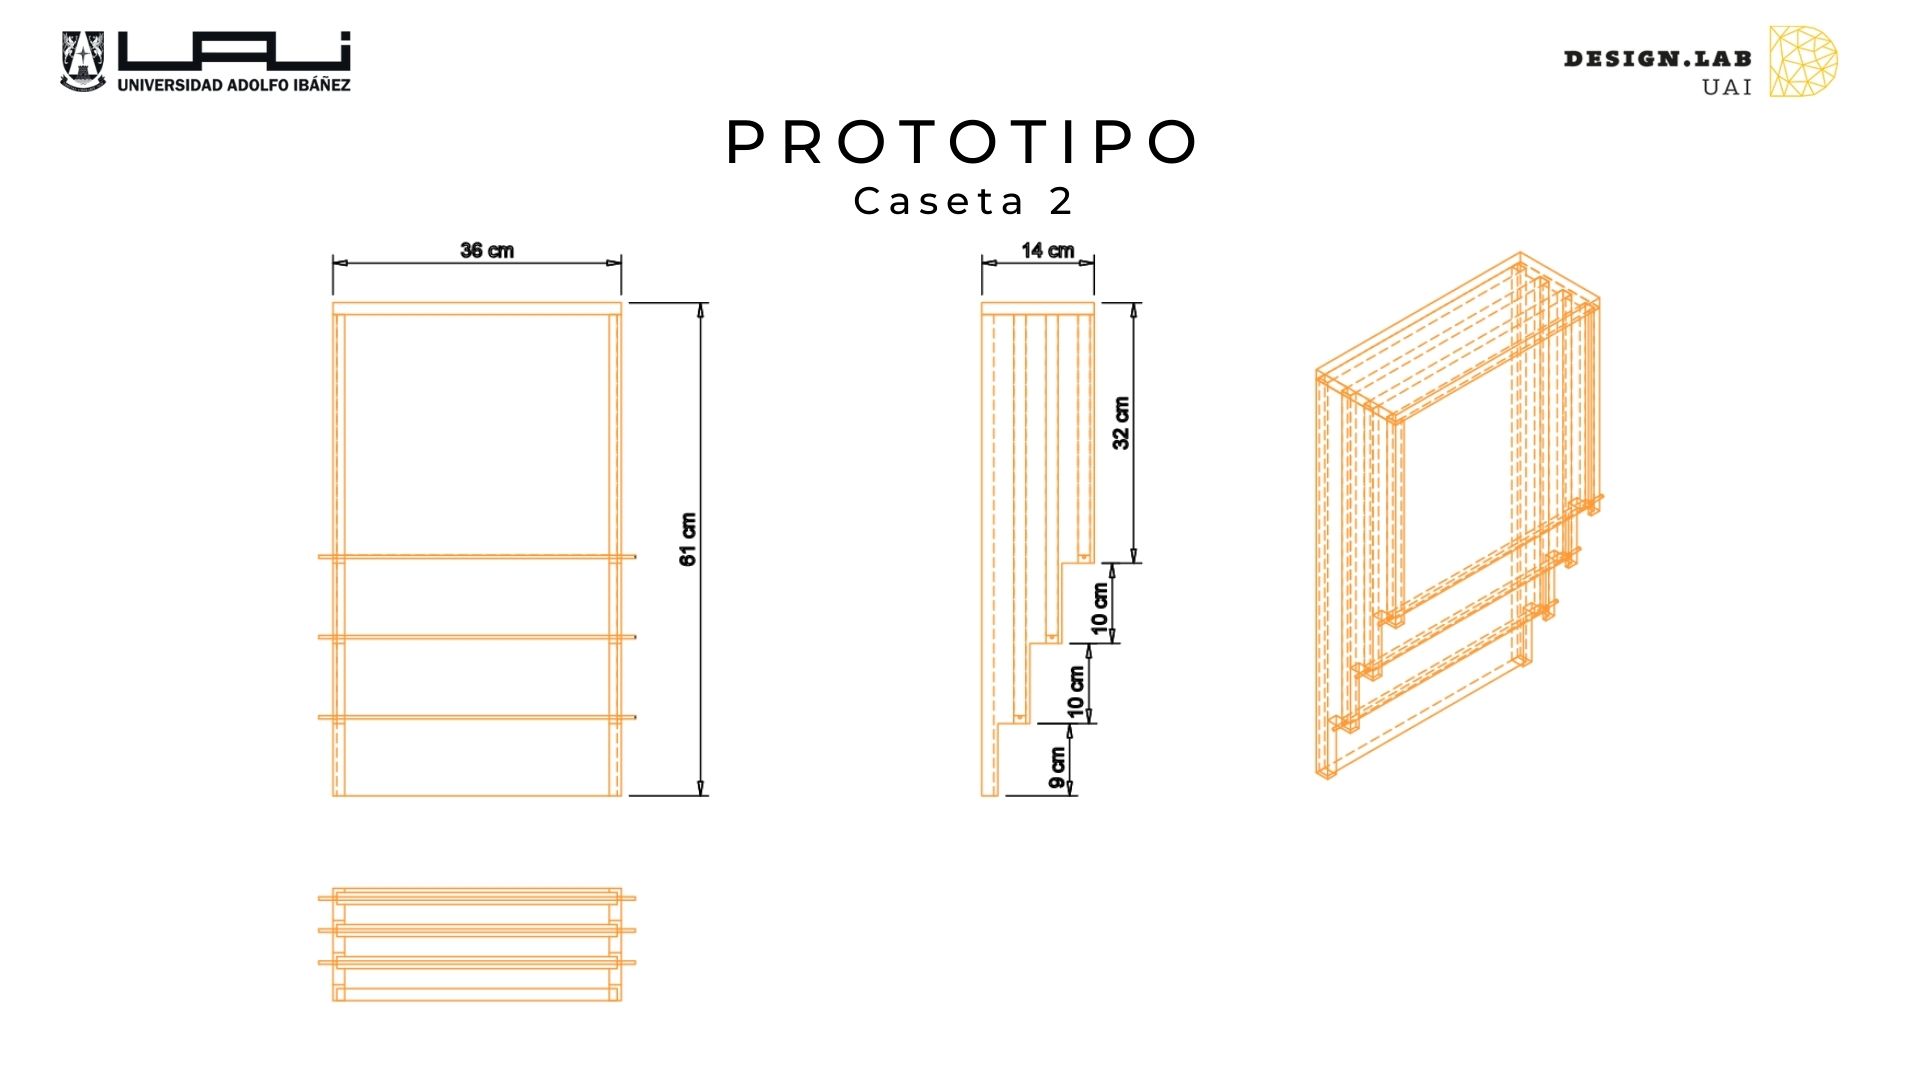 UAi
UNIVERSIDAD ADOLFO IBÁÑEZ
DESIGN.LAB
UAI
PROTOTIPO
Caseta 2
36 cm
61 cm
14 cm
32 cm
10 cm
10 cm
9 cm